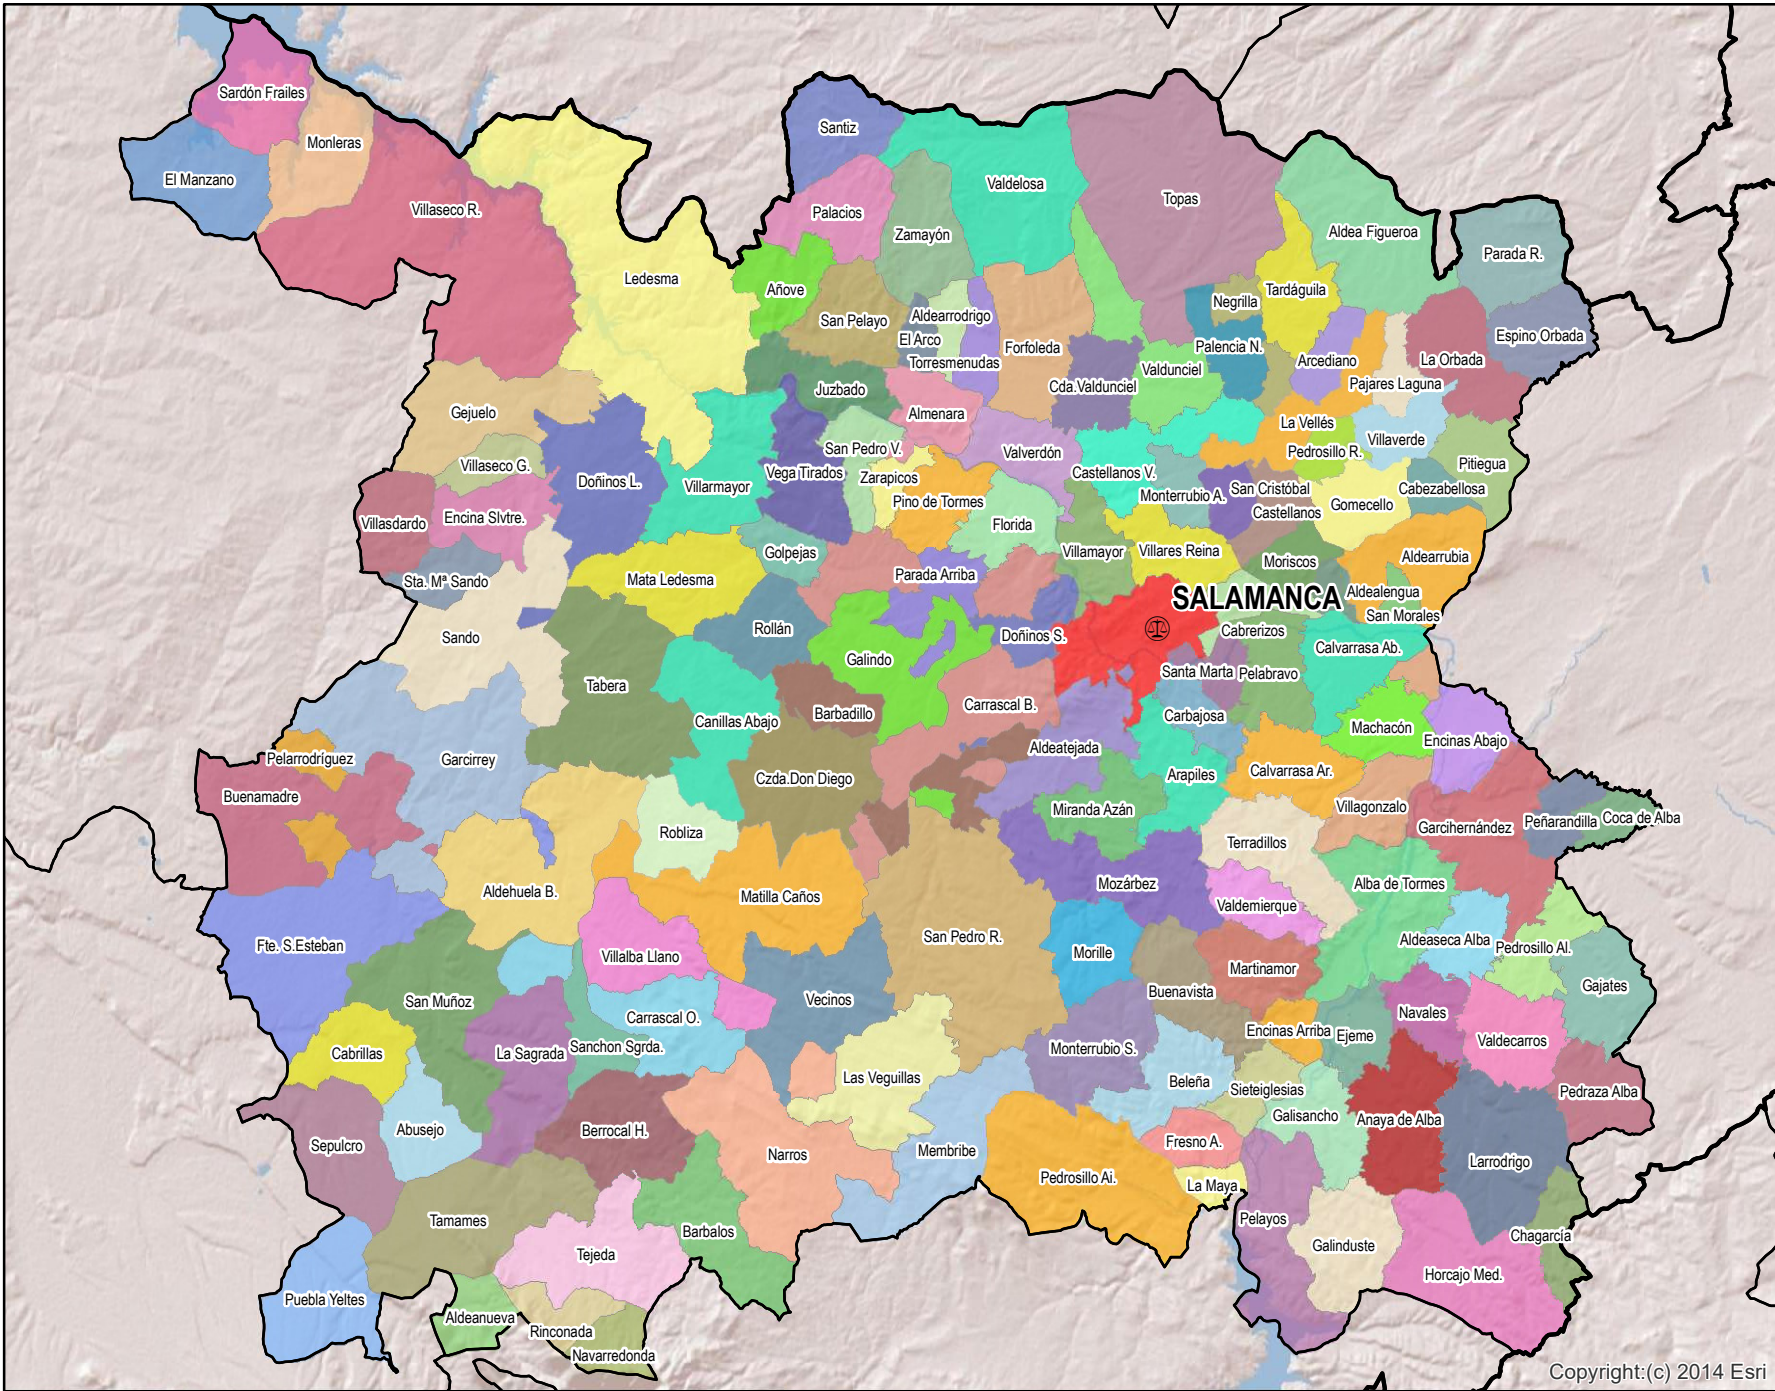 Sardón Frailes
Monleras
El Manzano
Villaseco R.
Santiz
Valdelosa
Topas
Palacios
Zamayón
Aldea Figueroa
Parada R.
Ledesma
Añove
Tardáguila
Negrilla
San Pelayo
Aldearrodrigo
El Arco
Forfoleda
Torresmenudas
Palencia N.
Arcediano
La Orbada
Espino Orbada
Valdunciel
Cda.Valdunciel
Pajares Laguna
Juzbado
Gejuelo
Almenara
La Vellés
Villaverde
San Pedro V.
Valverdón
Pedrosillo R.
Pitiegua
Villaseco G.
Vega Tirados
Zarapicos
Castellanos V.
Doñinos L.
Villarmayor
San Cristóbal
Cabezabellosa
Monterrubio A.
Pino de Tormes
Gomecello
Castellanos
Villasdardo
Encina Slvtre.
Florida
Golpejas
Villamayor
Villares Reina
Moriscos
Aldearrubia
Sta. Mª Sando
Mata Ledesma
Parada Arriba
Aldealengua
SALAMANCA
San Morales
Rollán
Doñinos S.
Cabrerizos
Sando
Galindo
Calvarrasa Ab.
Tabera
Santa Marta
Pelabravo
Canillas Abajo
Barbadillo
Carrascal B.
Carbajosa
Machacón
Encinas Abajo
Aldeatejada
Pelarrodríguez
Garcirrey
Czda.Don Diego
Arapiles
Calvarrasa Ar.
Buenamadre
Miranda Azán
Villagonzalo
Garcihernández
Peñarandilla
Coca de Alba
Robliza
Terradillos
Aldehuela B.
Matilla Caños
Mozárbez
Alba de Tormes
Valdemierque
Fte. S.Esteban
San Pedro R.
Aldeaseca Alba
Pedrosillo Al.
Villalba Llano
Morille
Martinamor
Gajates
San Muñoz
Vecinos
Buenavista
Carrascal O.
Navales
Encinas Arriba
Ejeme
Valdecarros
Cabrillas
La Sagrada
Sanchon Sgrda.
Monterrubio S.
Las Veguillas
Beleña
Sieteiglesias
Pedraza Alba
Galisancho
Anaya de Alba
Abusejo
Berrocal H.
Sepulcro
Fresno A.
Membribe
Narros
Larrodrigo
Pedrosillo Ai.
La Maya
Tamames
Pelayos
Barbalos
Chagarcía
Galinduste
Tejeda
Horcajo Med.
Puebla Yeltes
Aldeanueva
Rinconada
Navarredonda
Copyright:(c) 2014 Esri